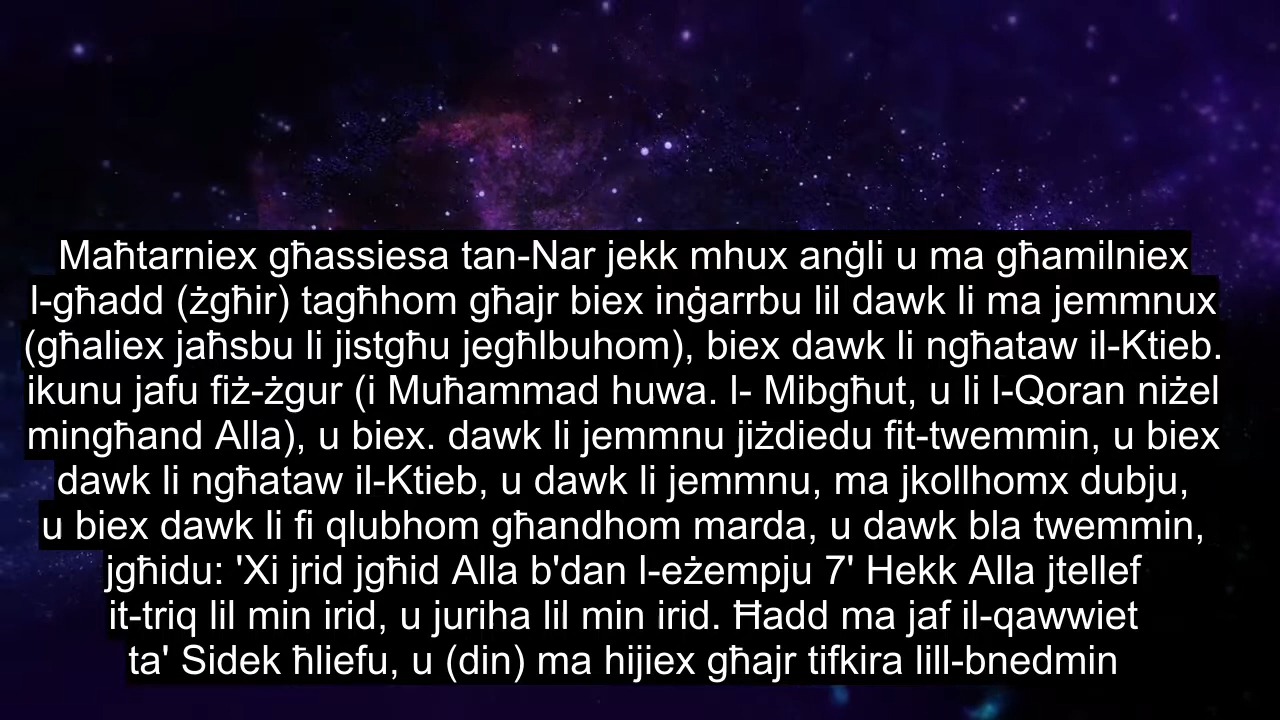 Maħtarniex għassiesa tan-Nar jekk mhux anġli u ma għamilniex
l-għadd (żgħir) tagħhom għajr biex inġarrbu lil dawk li ma jemmnux
(għaliex jaħsbu li jistgħu jegħlbuhom), biex dawk li ngħataw il-Ktieb.
ikunu jafu fiż-żgur (i Muħammad huwa. l- Mibgħut, u li l-Qoran niżel
mingħand Alla), u biex. dawk li jemmnu jiżdiedu fit-twemmin, u biex
dawk li ngħataw il-Ktieb, u dawk li jemmnu, ma jkollhomx dubju,
u biex dawk li fi qlubhom għandhom marda, u dawk bla twemmin,
jgħidu: 'Xi jrid jgħid Alla b'dan l-eżempju 7' Hekk Alla jtellef
it-triq lil min irid, u juriha lil min irid. Ħadd ma jaf il-qawwiet
ta' Sidek ħliefu, u (din) ma hijiex għajr tifkira lill-bnedmin